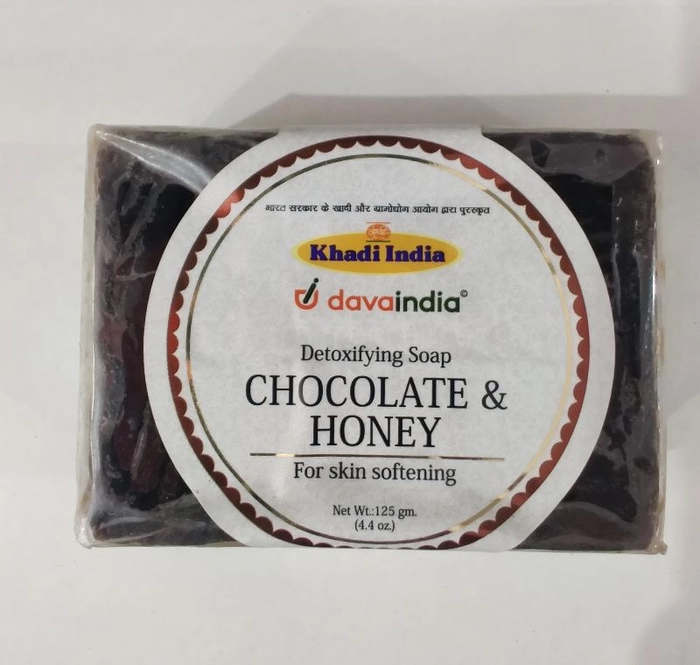 भारत सरकार के खादी और ग्रामोद्योग आयोग द्वारा पुरस्कृत
Khadi India
davaindia©
Detoxifying Soap
CHOCOLATE &
HONEY
For skin softening
Net Wt.:125 gm.
(4.4 oz.)